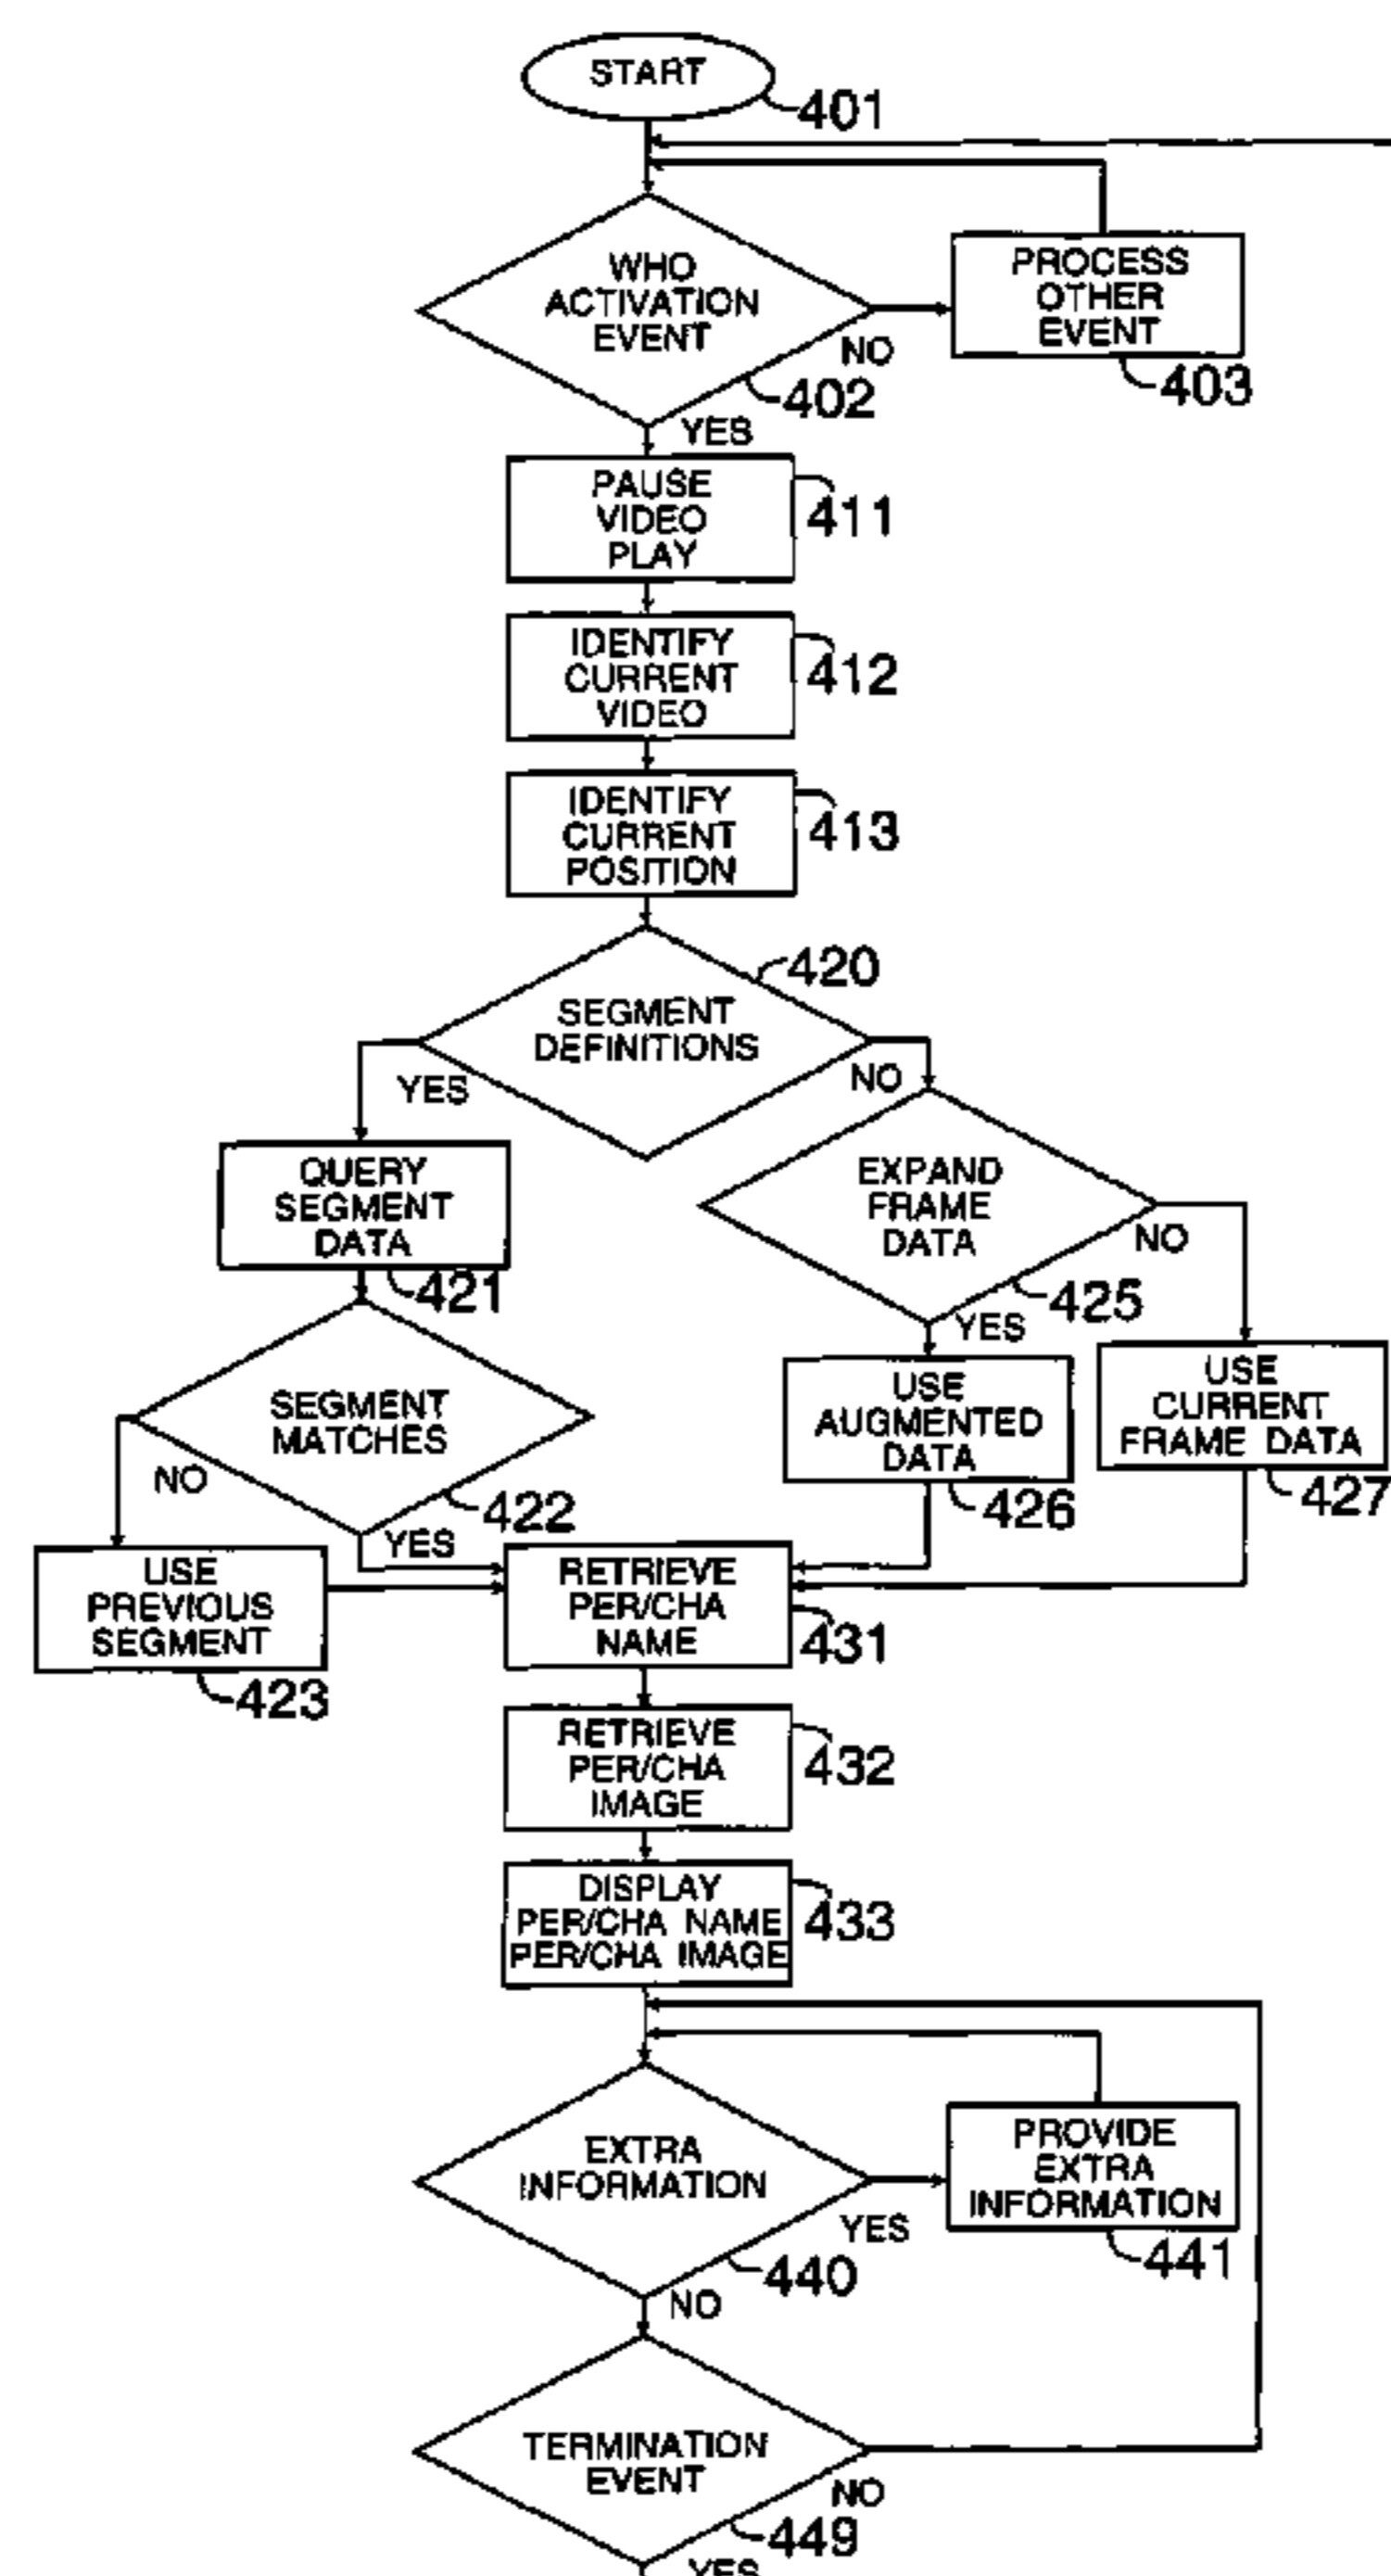 START
401
WHO
ACTIVATION
EVENT
NO
402
YES
PROCESS
OTHER
EVENT
403
PAUSE
VIDEO
PLAY
411
IDENTIFY
CURRENT
VIDEO
412
IDENTIFY
CURRENT
POSITION
413
SEGMENT
DEFINITIONS
420
YES
NO
QUERY
SEGMENT
DATA
421
EXPAND
FRAME
DATA
NO
425
YES
SEGMENT
MATCHES
NO
422
YES
USE
AUGMENTED
DATA
426
USE
CURRENT
FRAME DATA
427
USE
PREVIOUS
SEGMENT
423
RETRIEVE
PER/CHA
NAME
431
RETRIEVE
PER/CHA
IMAGE
432
DISPLAY
PER/CHA NAME
PER/CHA IMAGE
433
EXTRA
INFORMATION
YES
440
NO
PROVIDE
EXTRA
INFORMATION
441
TERMINATION
EVENT
NO
449
YES